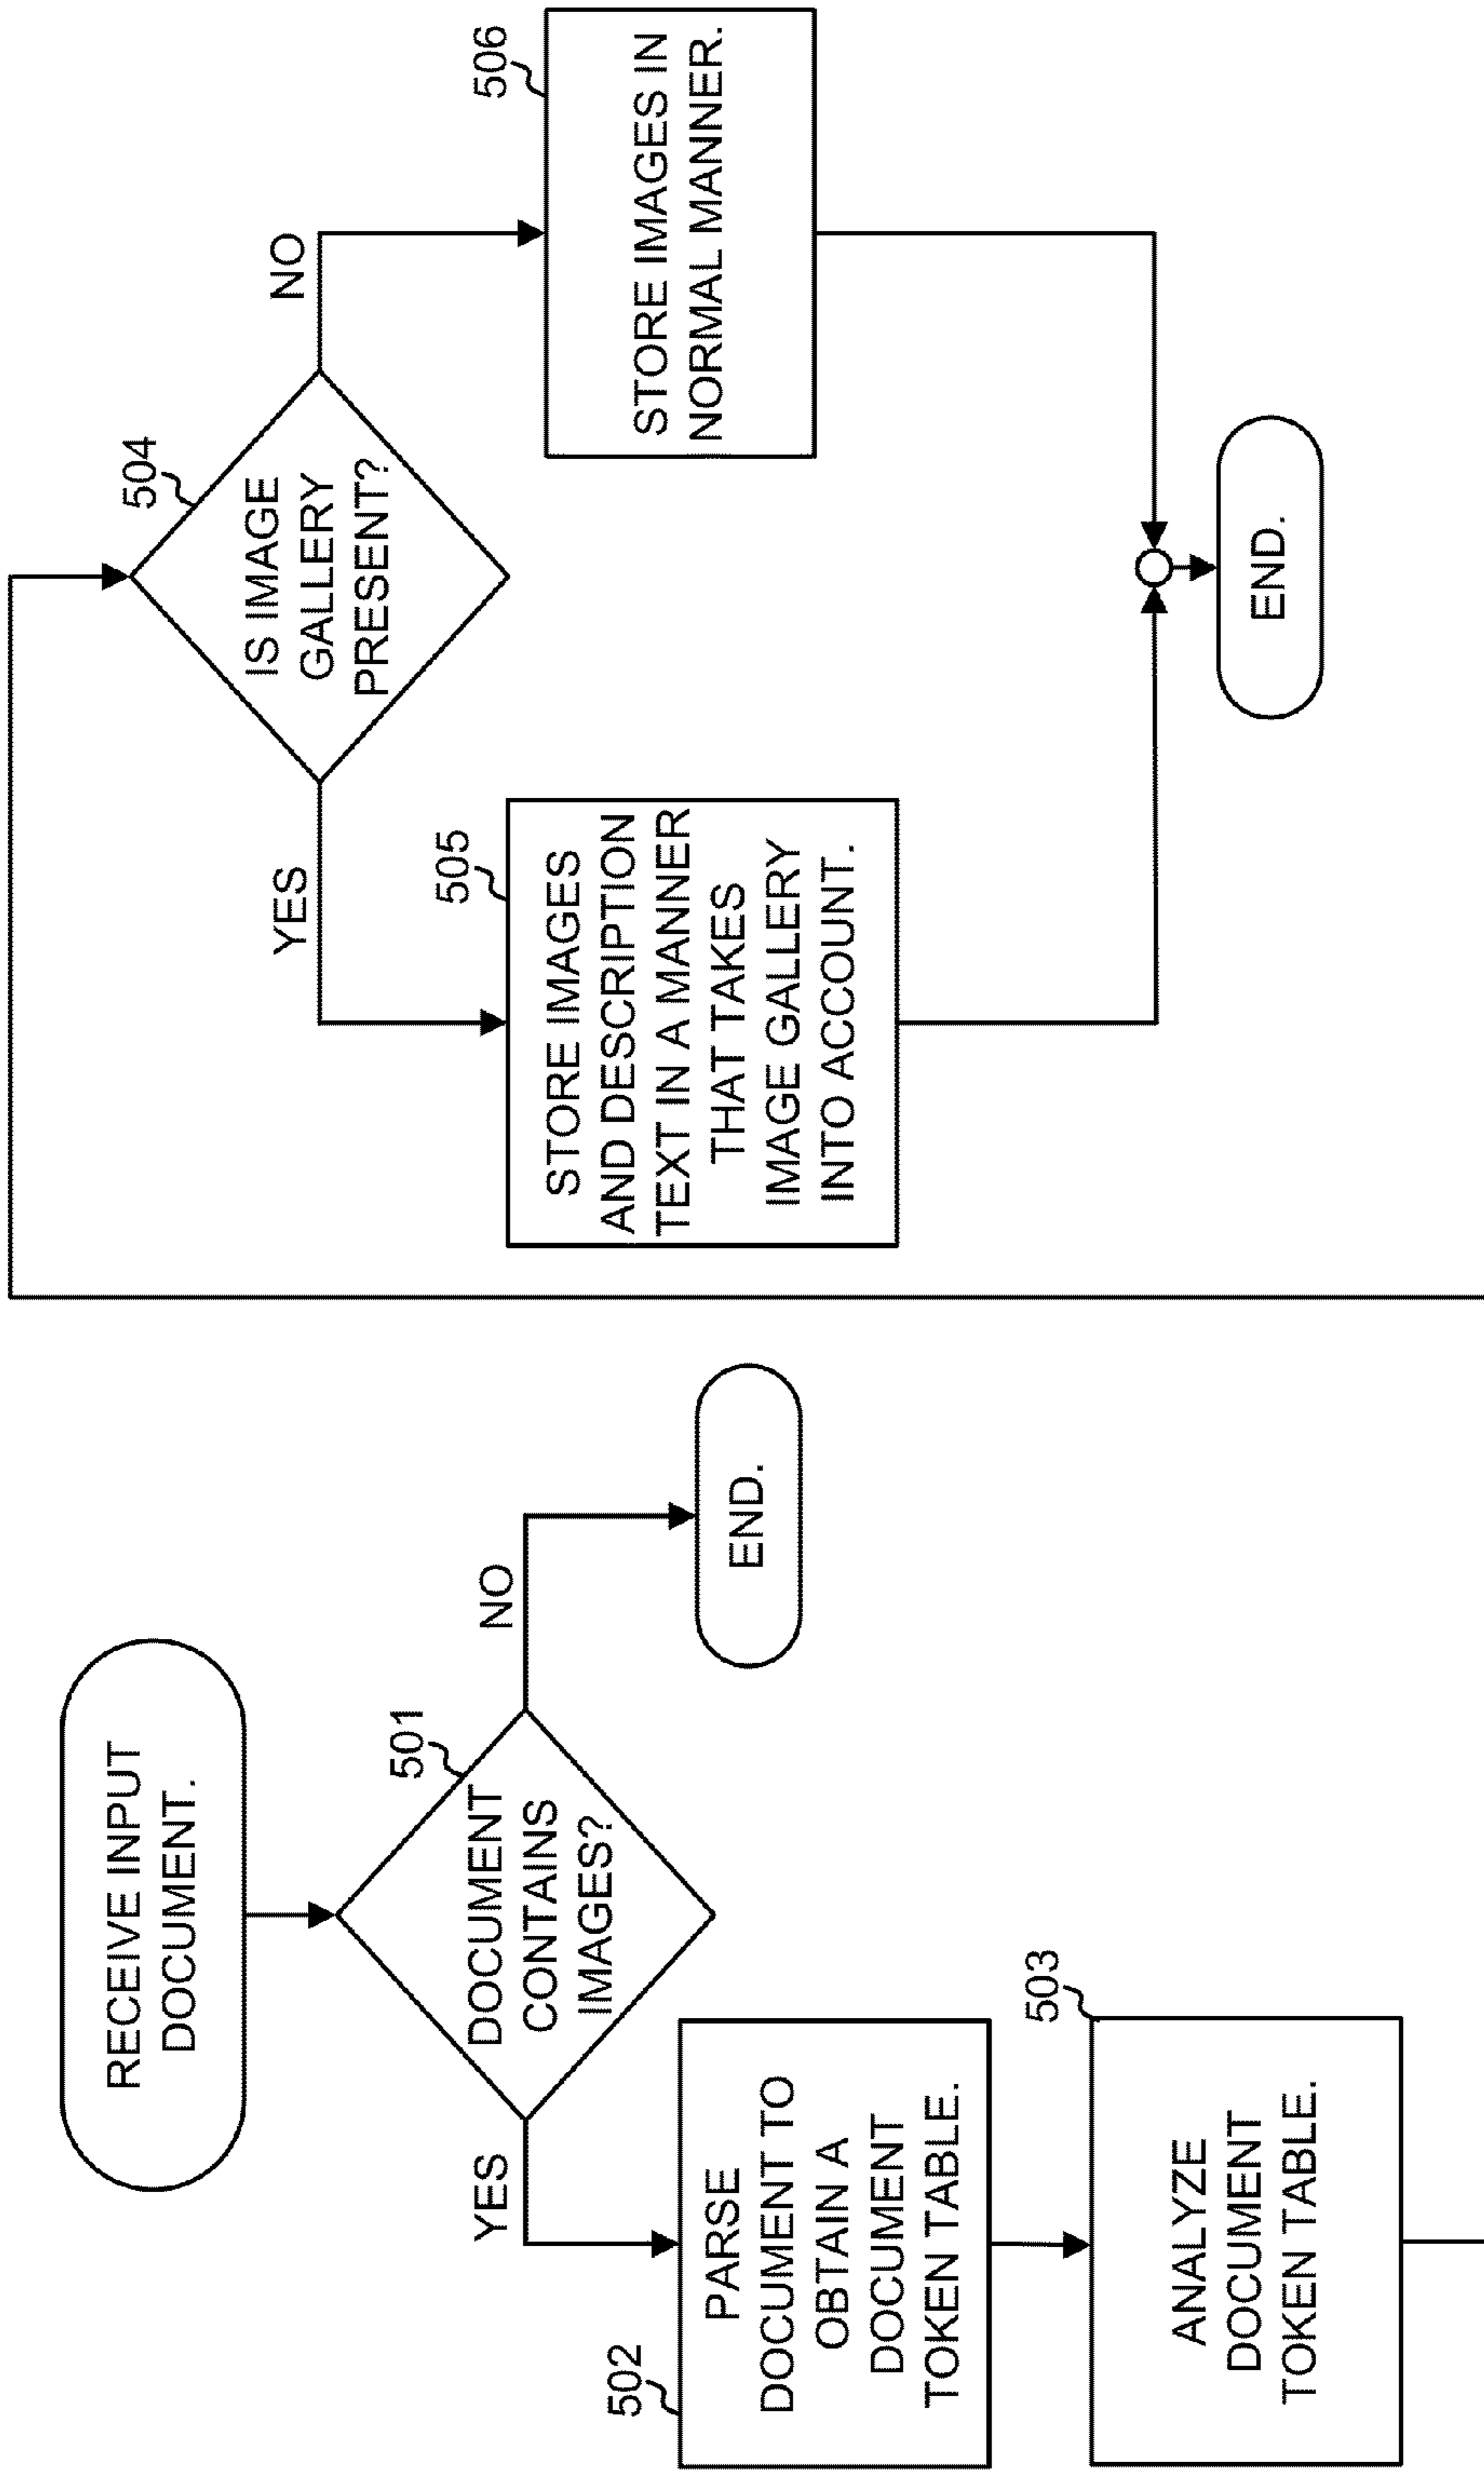 RECEIVE INPUT
DOCUMENT.
501
DOCUMENT
CONTAINS
IMAGES?
YES
NO
END.
502
PARSE
DOCUMENT TO
OBTAIN A
DOCUMENT
TOKEN TABLE.
503
ANALYZE
DOCUMENT
TOKEN TABLE.
504
IS IMAGE
GALLERY
PRESENT?
YES
NO
505
STORE IMAGES
AND DESCRIPTION
TEXT IN A MANNER
THAT TAKES
IMAGE GALLERY
INTO ACCOUNT.
506
STORE IMAGES IN
NORMAL MANNER.
END.